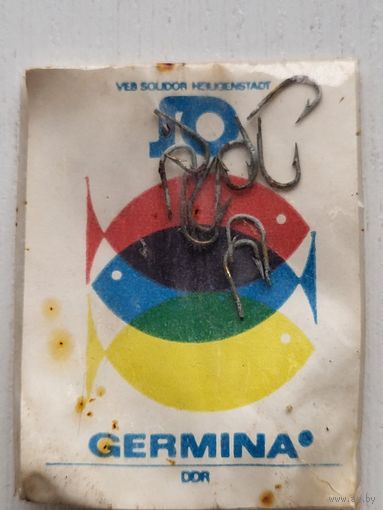 VEB SOLIDOR HEILIGENSTADT
GERMINA®
DDR
www.ay.by